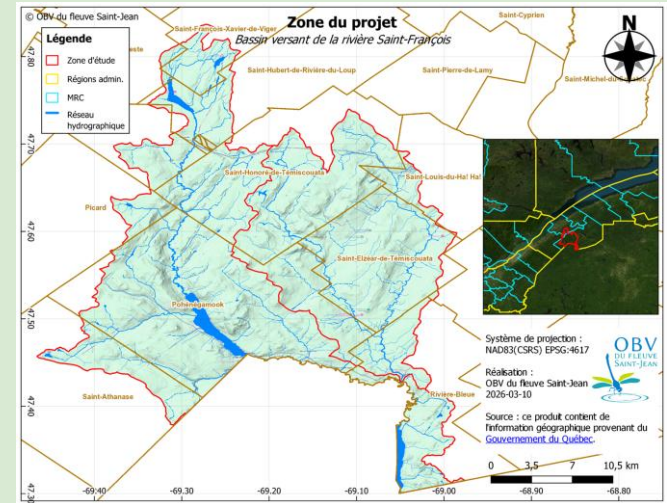 © OBV du fleuve Saint-Jean
Zone du projet
Bassin versant de la rivière Saint-François
Légende
Zone d'étude
Régions admin.
MRC
Réseau
hydrographique
N
Saint-François-Xavier-de-Viger
Saint-Cyprien
Saint-Hubert-de-Rivière-du-Loup
Saint-Pierre-de-Lamy
Saint-Honoré-de-Témiscouata
Saint-Louis-du-Ha! Ha!
Picard
Saint-Elzéar-de-Témiscouata
Pohénégamook
Saint-Athanase
Rivière-Bleue
47.80
47.70
47.60
47.50
47.40
47.30
-69.40
-69.30
-69.20
-69.10
-69.00
-68.90
-68.80
Système de projection :
NAD83(CSRS) EPSG:4617
Réalisation :
OBV du fleuve Saint-Jean
2026-03-10
OBV
DU FLEUVE
SAINT-JEAN
Source : ce produit contient de
l'information géographique provenant du
Gouvernement du Québec.
0 3,5 7 10,5 km